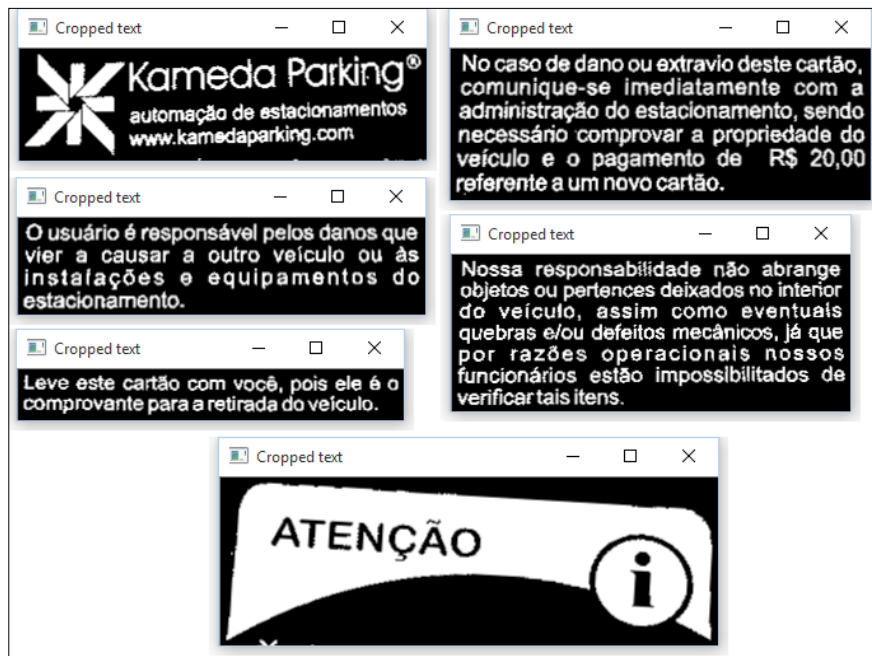 Cropped text
Kameda Parking®
automação de estacionamentos
www.kamedaparking.com
Cropped text
O usuário é responsável pelos danos que
vier a causar a outro veículo ou às
instalações e equipamentos do
estacionamento.
Cropped text
Leve este cartão com você, pois ele é o
comprovante para a retirada do veículo.
Cropped text
No caso de dano ou extravio deste cartão,
comunique-se imediatamente com a
administração do estacionamento, sendo
necessário comprovar a propriedade do
veículo e o pagamento de R$ 20,00
referente a um novo cartão.
Cropped text
Nossa responsabilidade não abrange
objetos ou pertences deixados no interior
do veículo, assim como eventuais
quebras e/ou defeitos mecânicos, já que
por razões operacionais nossos
funcionários estão impossibilitados de
verificar tais itens.
Cropped text
ATENÇÃO
i